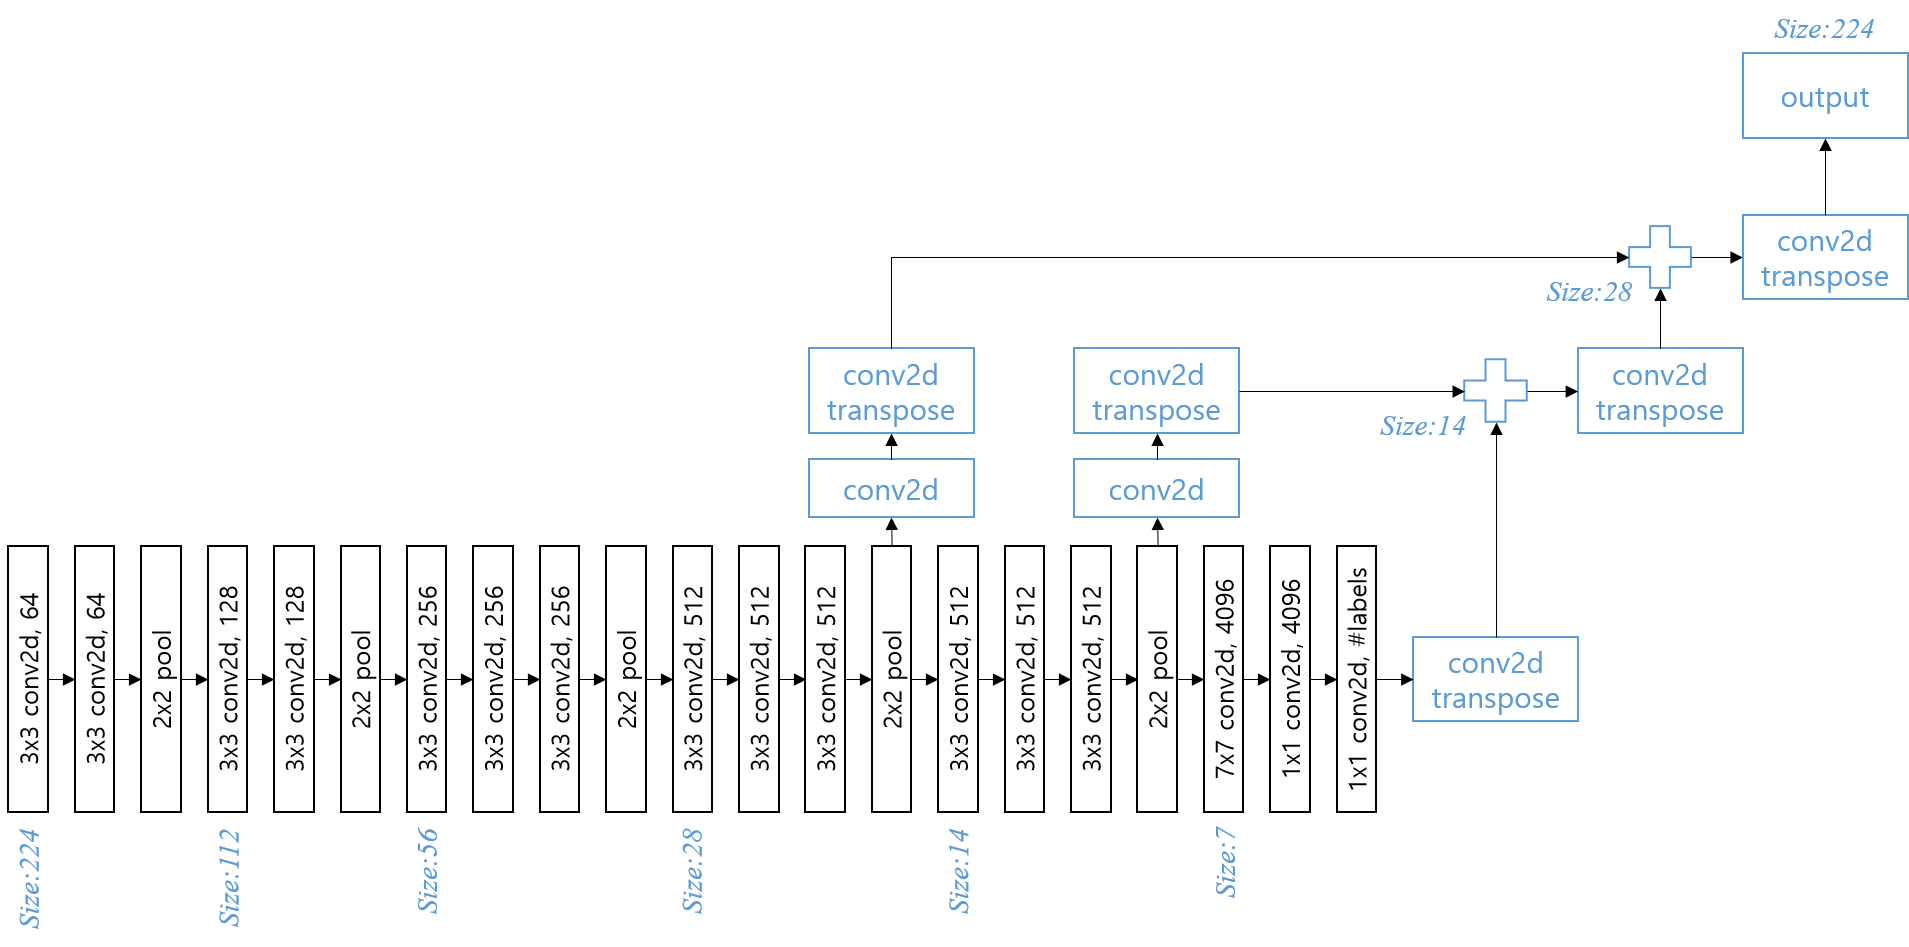 Size:224
output
conv2d
transpose
Size:28
conv2d
transpose
conv2d
transpose
Size:14
conv2d
transpose
conv2d
conv2d
3x3 conv2d, 64
3x3 conv2d, 64
2x2 pool
3x3 conv2d, 128
3x3 conv2d, 128
2x2 pool
3x3 conv2d, 256
3x3 conv2d, 256
3x3 conv2d, 256
2x2 pool
3x3 conv2d, 512
3x3 conv2d, 512
3x3 conv2d, 512
2x2 pool
3x3 conv2d, 512
3x3 conv2d, 512
3x3 conv2d, 512
2x2 pool
7x7 conv2d, 4096
1x1 conv2d, 4096
1x1 conv2d, #labels
conv2d
transpose
Size:224
Size:112
Size:56
Size:28
Size:14
Size:7